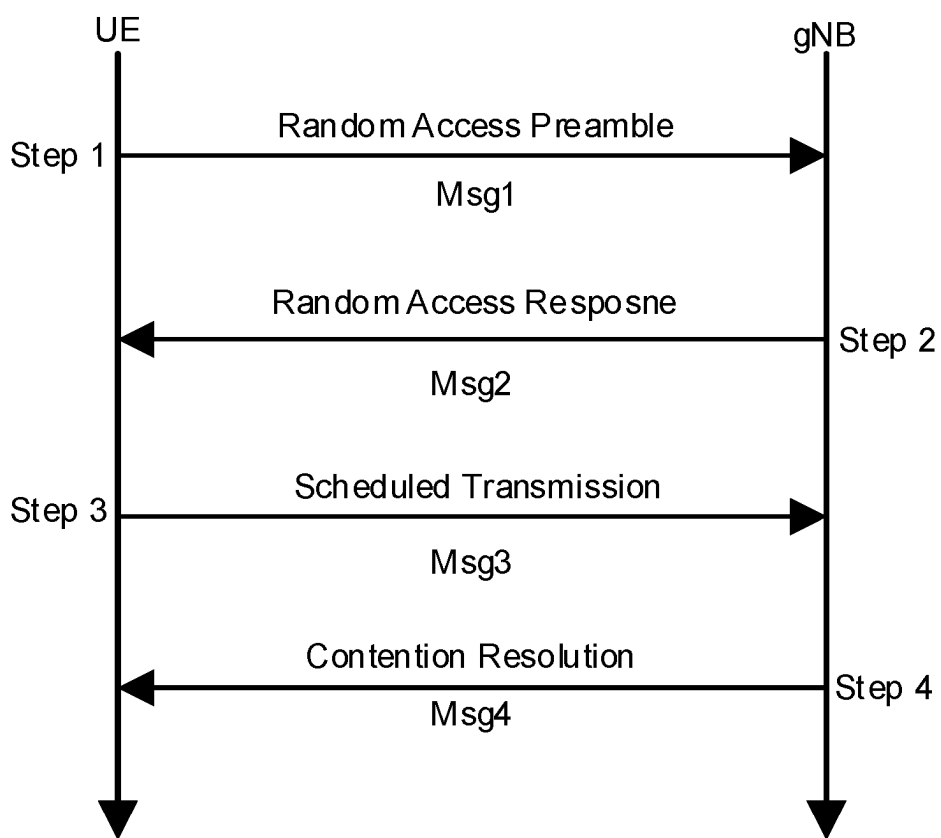 UE
gNB
Random Access Preamble
Step 1
Msg1
Random Access Resposne
Step 2
Msg2
Scheduled Transmission
Step 3
Msg3
Contention Resolution
Step 4
Msg4